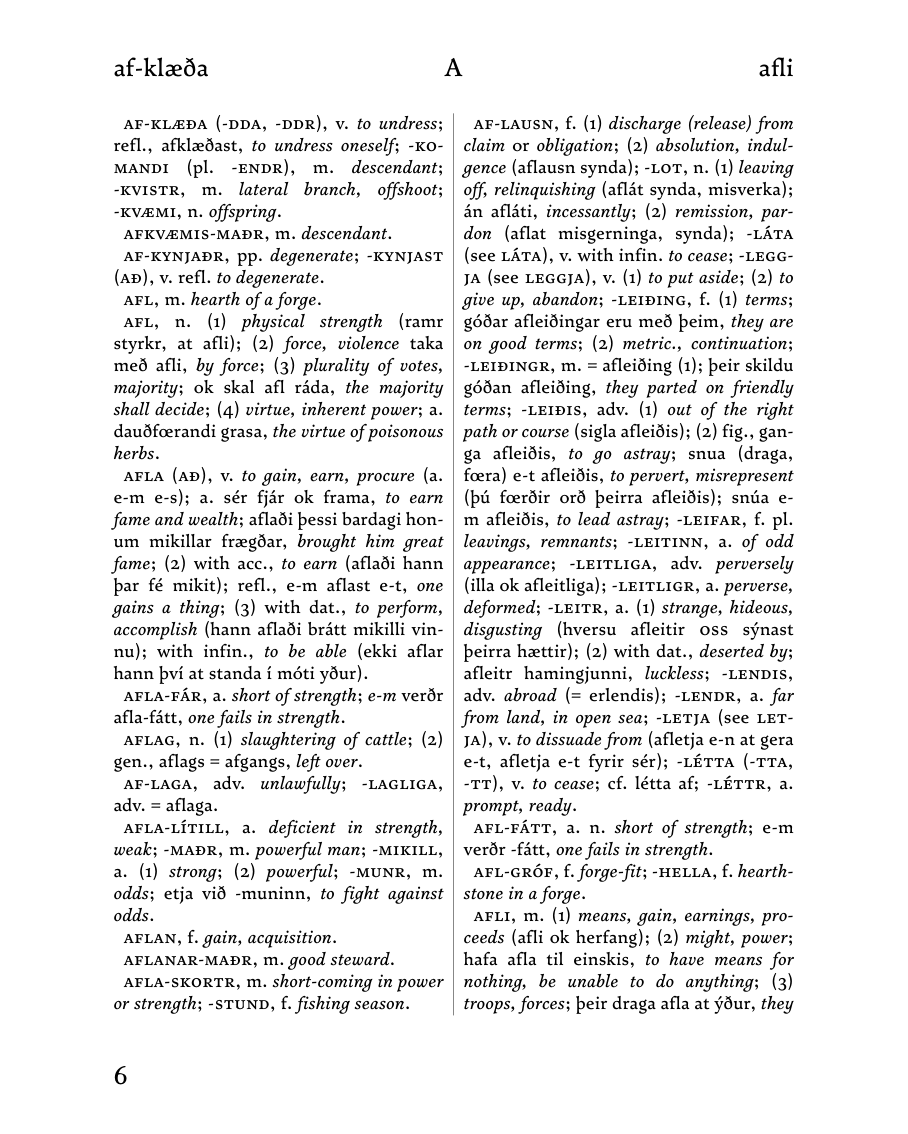 af-klæða A afli
AF-KLÆÐA (-DDA, -DDR), v. to undress;
refl., afklæðast, to undress oneself; -KO-
MANDI (pl. -ENDR), m. descendant;
-KVISTR, m. lateral branch, offshoot;
-KVÆMI, n. offspring.
AFKVÆMIS-MAÐR, m. descendant.
AF-KYNJAÐR, pp. degenerate; -KYNJAST
(AÐ), v. refl. to degenerate.
AFL, m. hearth of a forge.
AFL, n. (1) physical strength (ramr
styrkr, at afli); (2) force, violence taka
með afli, by force; (3) plurality of votes,
majority; ok skal afl ráda, the majority
shall decide; (4) virtue, inherent power; a.
dauðfœrandi grasa, the virtue of poisonous
herbs.
AFLA (AÐ), v. to gain, earn, procure (a.
e-m e-s); a. sér fjár ok frama, to earn
fame and wealth; aflaði þessi bardagi hon-
um mikillar frægðar, brought him great
fame; (2) with acc., to earn (aflaði hann
þar fé mikit); refl., e-m aflast e-t, one
gains a thing; (3) with dat., to perform,
accomplish (hann aflaði brátt mikilli vin-
nu); with infin., to be able (ekki aflar
hann því at standa í móti yður).
AFLA-FÁR, a. short of strength; e-m verðr
afla-fátt, one fails in strength.
AFLAG, n. (1) slaughtering of cattle; (2)
gen., aflags = afgangs, left over.
AF-LAGA, adv. unlawfully; -LAGLIGA,
adv. = aflaga.
AFLA-LÍTILL, a. deficient in strength,
weak; -MAÐR, m. powerful man; -MIKILL,
a. (1) strong; (2) powerful; -MUNR, m.
odds; etja við -muninn, to fight against
odds.
AFLAN, f. gain, acquisition.
AFLANAR-MAÐR, m. good steward.
AFLA-SKORTR, m. short-coming in power
or strength; -STUND, f. fishing season.
AF-LAUSN, f. (1) discharge (release) from
claim or obligation; (2) absolution, indul-
gence (aflausn synda); -LOT, n. (1) leaving
off, relinquishing (aflát synda, misverka);
án afláti, incessantly; (2) remission, par-
don (aflat misgerninga, synda); -LÁTA
(see LÁTA), v. with infin. to cease; -LEGG-
JA (see LEGGJA), v. (1) to put aside; (2) to
give up, abandon; -LEIÐING, f. (1) terms;
góðar afleiðingar eru með þeim, they are
on good terms; (2) metric., continuation;
-LEIÐINGR, m. = afleiðing (1); þeir skildu
góðan afleiðing, they parted on friendly
terms; -LEIÐIS, adv. (1) out of the right
path or course (sigla afleiðis); (2) fig., gan-
ga afleiðis, to go astray; snua (draga,
fœra) e-t afleiðis, to pervert, misrepresent
(þú fœrðir orð þeirra afleiðis); snúa e-
m afleiðis, to lead astray; -LEIFAR, f. pl.
leavings, remnants; -LEITINN, a. of odd
appearance; -LEITLIGA, adv. perversely
(illa ok afleitliga); -LEITLIGR, a. perverse,
deformed; -LEITR, a. (1) strange, hideous,
disgusting (hversu afleitir OSS sýnast
þeirra hættir); (2) with dat., deserted by;
afleitr hamingjunni, luckless; -LENDIS,
adv. abroad (= erlendis); -LENDR, a. far
from land, in open sea; -LETJA (see LET-
JA), v. to dissuade from (afletja e-n at gera
e-t, afletja e-t fyrir sér); -LÉTTA (-TTA,
-TT), v. to cease; cf. létta af; -LÉTTR, a.
prompt, ready.
AFL-FÁTT, a. n. short of strength; e-m
verðr -fátt, one fails in strength.
AFL-GRÓF, f. forge-fit; -HELLA, f. hearth-
stone in a forge.
AFLI, m. (1) means, gain, earnings, pro-
ceeds (afli ok herfang); (2) might, power;
hafa afla til einskis, to have means for
nothing, be unable to do anything; (3)
troops, forces; þeir draga afla at ýður, they
6